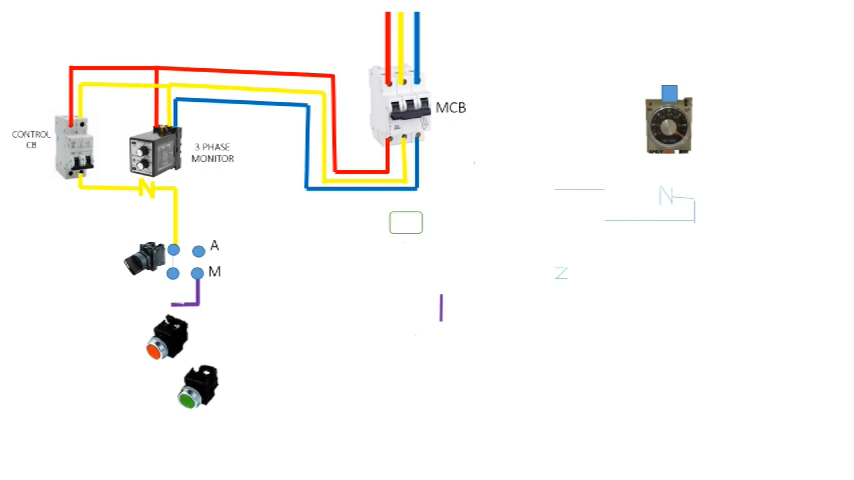 MCB
CONTROL
CB
3 PHASE
MONITOR
N
N
A
M
Z